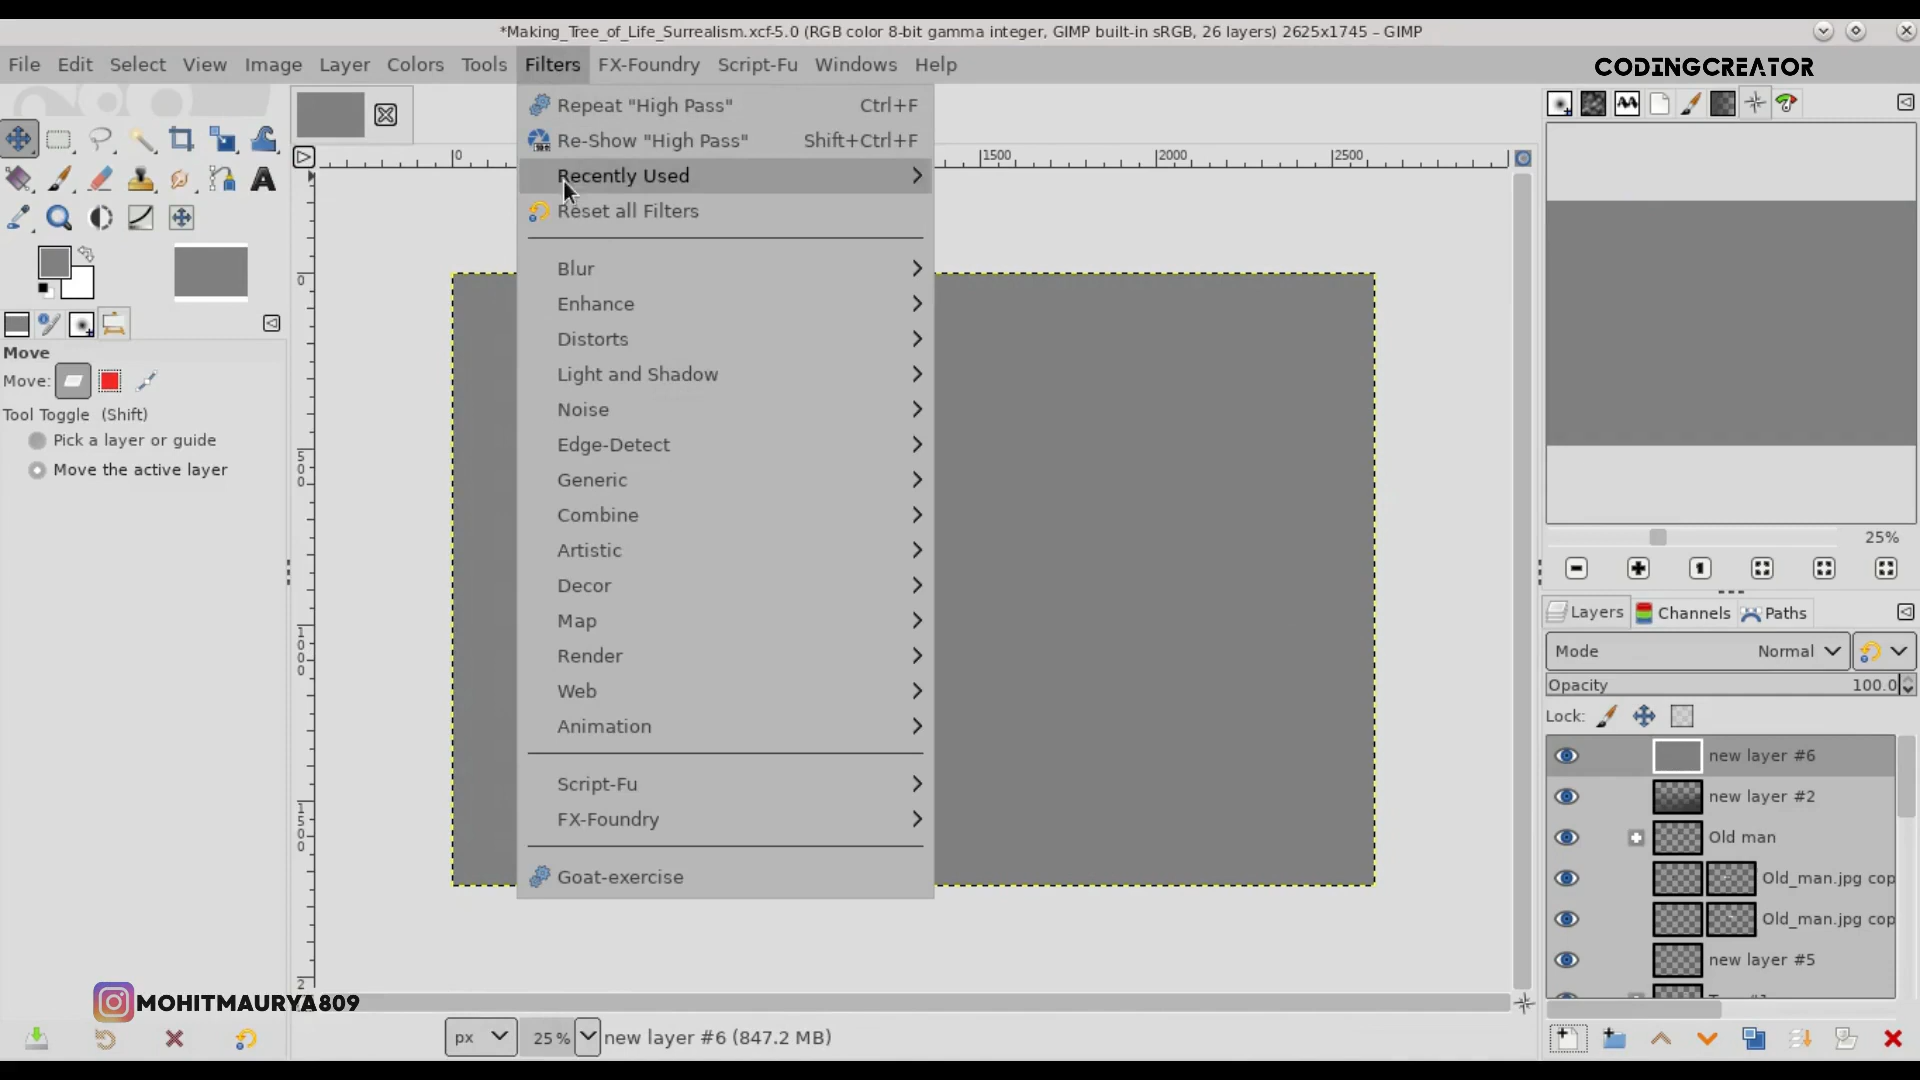 *Making_Tree_of_Life_Surrealism.xcf-5.0 (RGB color 8-bit gamma integer, GIMP built-in sRGB, 26 layers) 2625x1745 – GIMP
File Edit Select View Image Layer Colors Tools Filters FX-Foundry Script-Fu Windows Help
CODINGCREATOR
Repeat "High Pass" Ctrl+F
Re-Show "High Pass" Shift+Ctrl+F
Recently Used
Reset all Filters
Blur
Enhance
Distorts
Light and Shadow
Noise
Edge-Detect
Generic
Combine
Artistic
Decor
Map
Render
Web
Animation
Script-Fu
FX-Foundry
Goat-exercise
0 1500 2000 2500
0
500
1000
1500
2
Move
Move:
Tool Toggle (Shift)
Pick a layer or guide
Move the active layer
MOHITMAURYA809
px 25 % new layer #6 (847.2 MB)
25%
Layers Channels Paths
Mode Normal
Opacity 100.0
Lock:
new layer #6
new layer #2
Old man
Old_man.jpg cop
Old_man.jpg cop
new layer #5